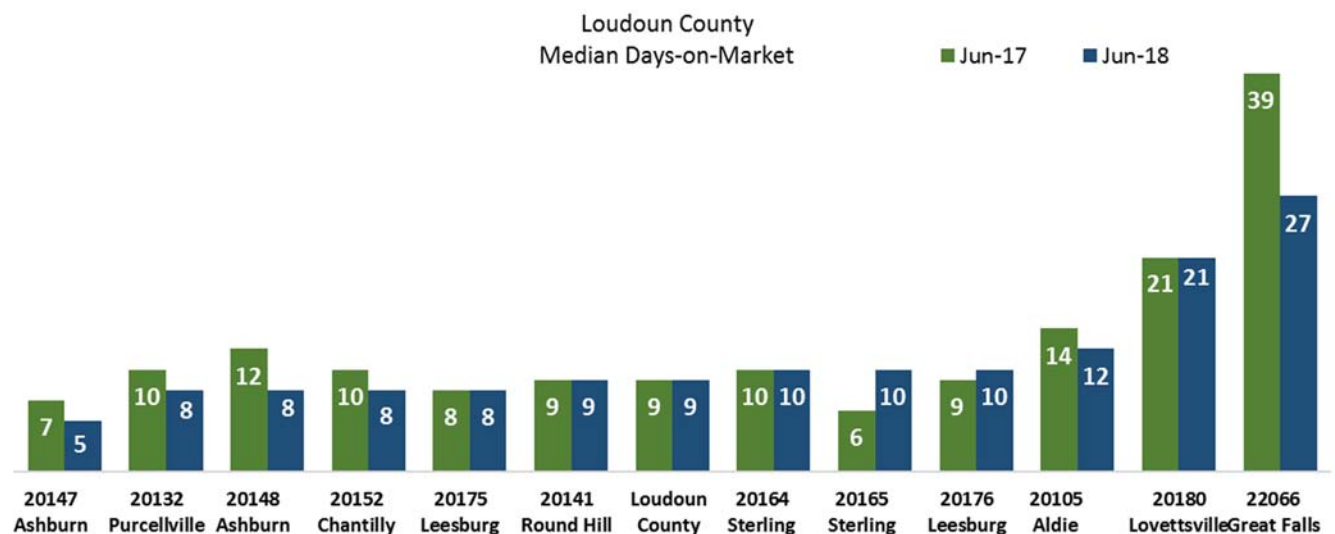 Loudoun County
Median Days-on-Market
Jun-17 Jun-18
7 5 10 8 12 8 10 8 8 8 9 9 9 9 10 10 6 10 9 10 14 12 21 21 39 27
20147 20132 20148 20152 20175 20141 Loudoun 20164 20165 20176 20105 20180 22066
Ashburn Purcellville Ashburn Chantilly Leesburg Round Hill County Sterling Sterling Leesburg Aldie Lovettsville Great Falls